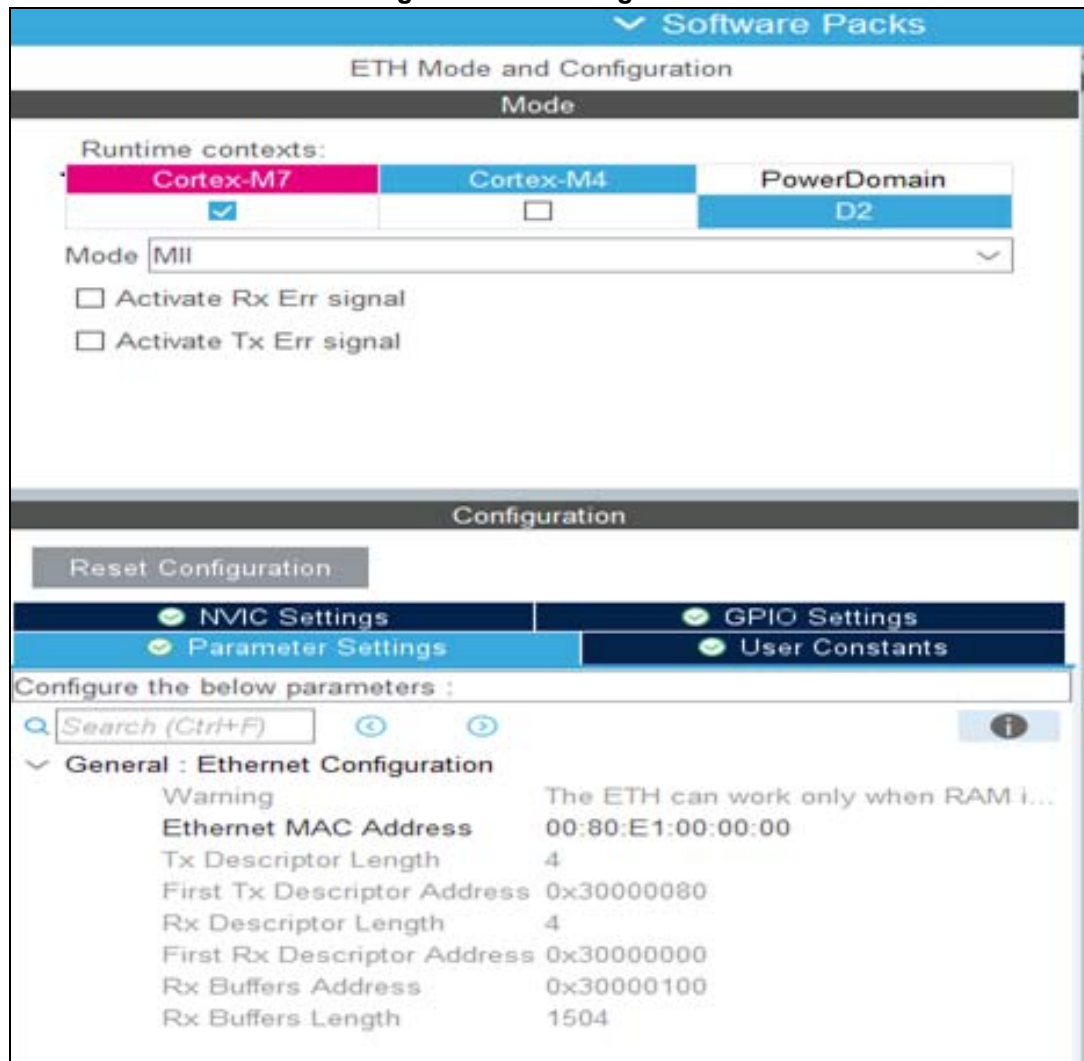 Software Packs
ETH Mode and Configuration
Mode
Runtime contexts:
Cortex-M7 Cortex-M4 PowerDomain
D2
Mode MII
Activate Rx Err signal
Activate Tx Err signal
Configuration
Reset Configuration
NVIC Settings GPIO Settings
Parameter Settings User Constants
Configure the below parameters :
Search (Ctrl+F)
General : Ethernet Configuration
Warning The ETH can work only when RAM i...
Ethernet MAC Address 00:80:E1:00:00:00
Tx Descriptor Length 4
First Tx Descriptor Address 0x30000080
Rx Descriptor Length 4
First Rx Descriptor Address 0x30000000
Rx Buffers Address 0x30000100
Rx Buffers Length 1504